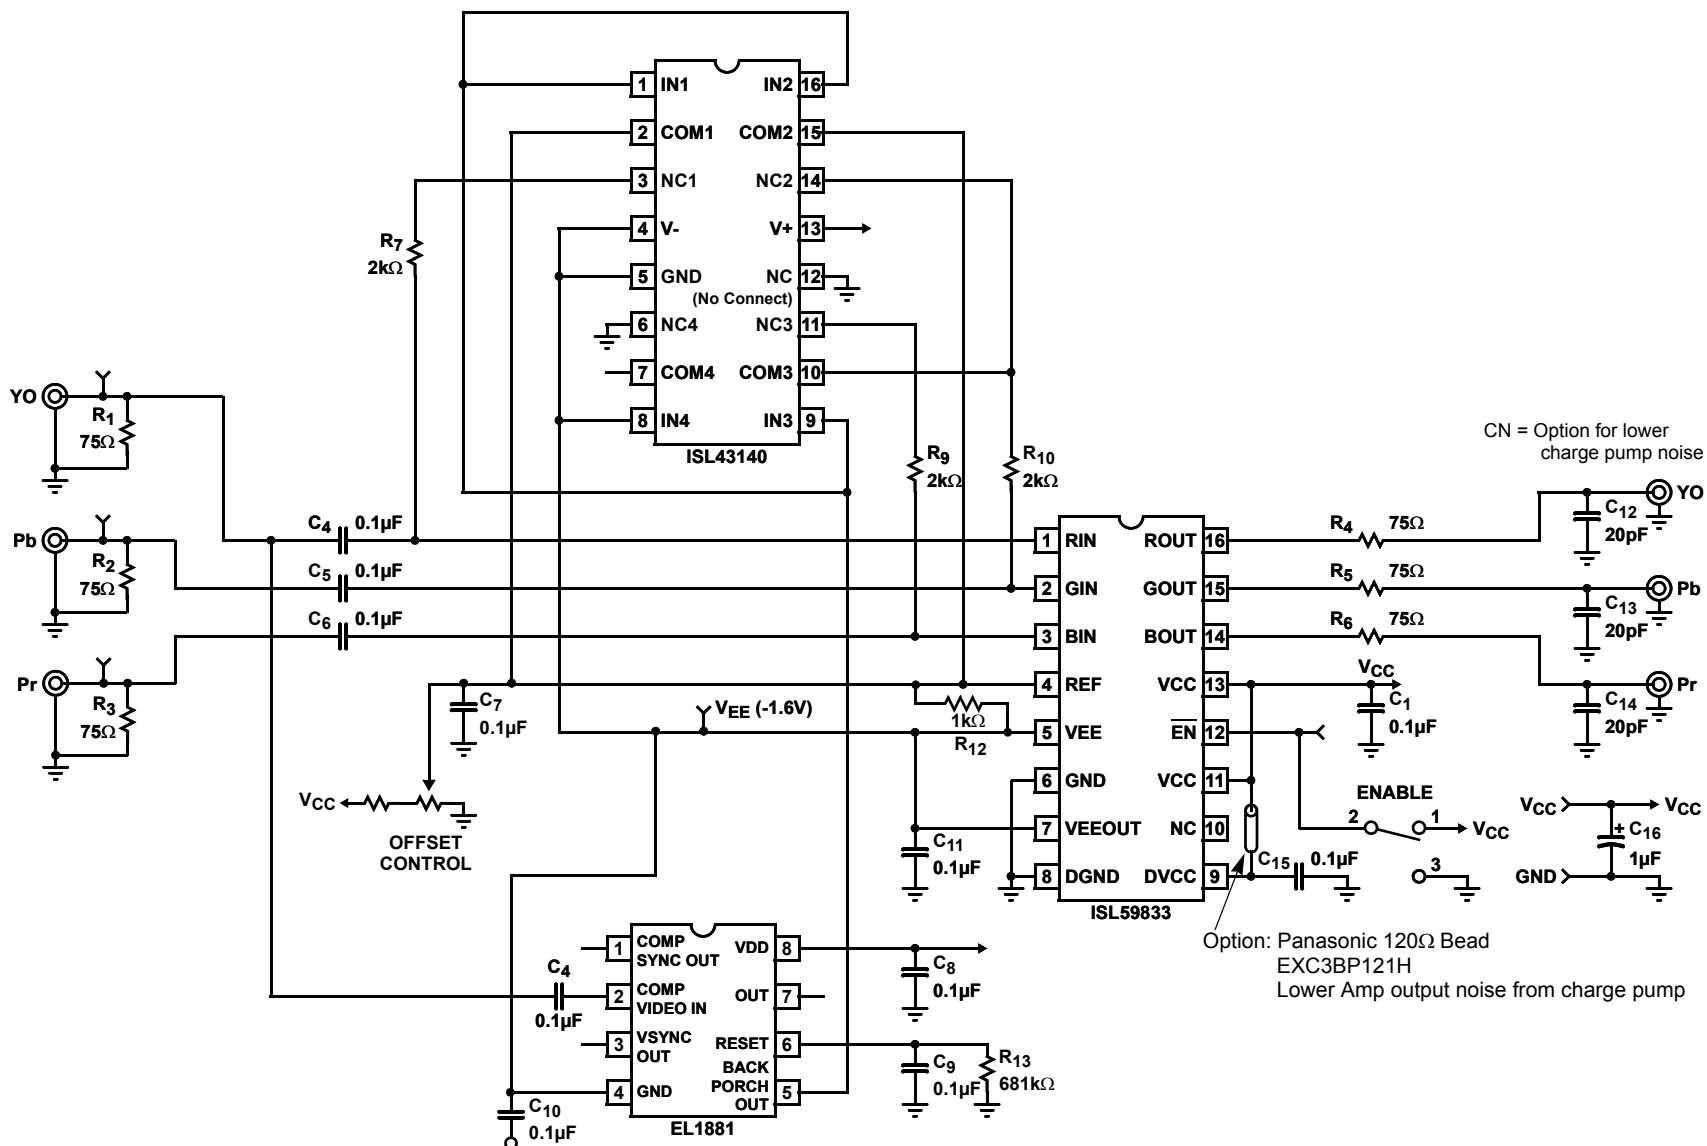 1 IN1 IN2 16
2 COM1 COM2 15
3 NC1 NC2 14
4 V- V+ 13
5 GND NC 12
(No Connect)
6 NC4 NC3 11
7 COM4 COM3 10
8 IN4 IN3 9
ISL43140
R7
2kΩ
R9
2kΩ
R10
2kΩ
YO
R1
75Ω
Pb
R2
75Ω
Pr
R3
75Ω
C4 0.1µF
C5 0.1µF
C6 0.1µF
C7
0.1µF
VEE (-1.6V)
1kΩ
R12
VCC
OFFSET
CONTROL
C11
0.1µF
1 RIN ROUT 16
2 GIN GOUT 15
3 BIN BOUT 14
4 REF VCC 13
5 VEE EN 12
6 GND VCC 11
7 VEEOUT NC 10
8 DGND DVCC 9
ISL59833
R4 75Ω
R5 75Ω
R6 75Ω
CN = Option for lower
charge pump noise
YO
C12
20pF
Pb
C13
20pF
Pr
C14
20pF
VCC
C1
0.1µF
ENABLE
2 1
VCC
3
C15 0.1µF
VCC VCC
C16
+
1µF
GND
Option: Panasonic 120Ω Bead
EXC3BP121H
Lower Amp output noise from charge pump
1 COMP
SYNC OUT
VDD 8
2 COMP
VIDEO IN
OUT 7
3 VSYNC
OUT
RESET 6
4 GND
BACK
PORCH
OUT 5
EL1881
C4
0.1µF
C8
0.1µF
C9
0.1µF
R13
681kΩ
C10
0.1µF